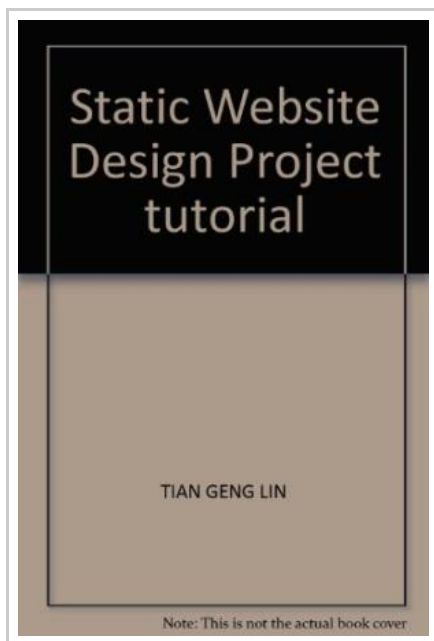 Static Website
Design Project
tutorial
TIAN GENG LIN
Note: This is not the actual book cover